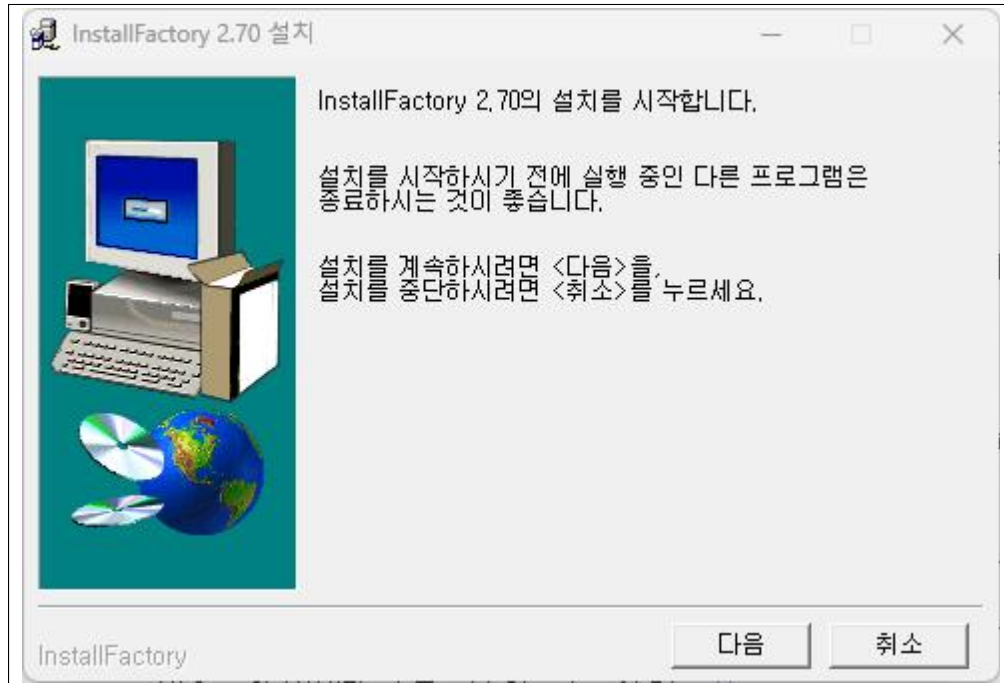 InstallFactory 2.70 설치
InstallFactory 2.70의 설치를 시작합니다.
설치를 시작하시기 전에 실행 중인 다른 프로그램은
종료하시는 것이 좋습니다.
설치를 계속하시려면 <다음>을,
설치를 중단하시려면 <취소>를 누르세요.
InstallFactory
다음
취소